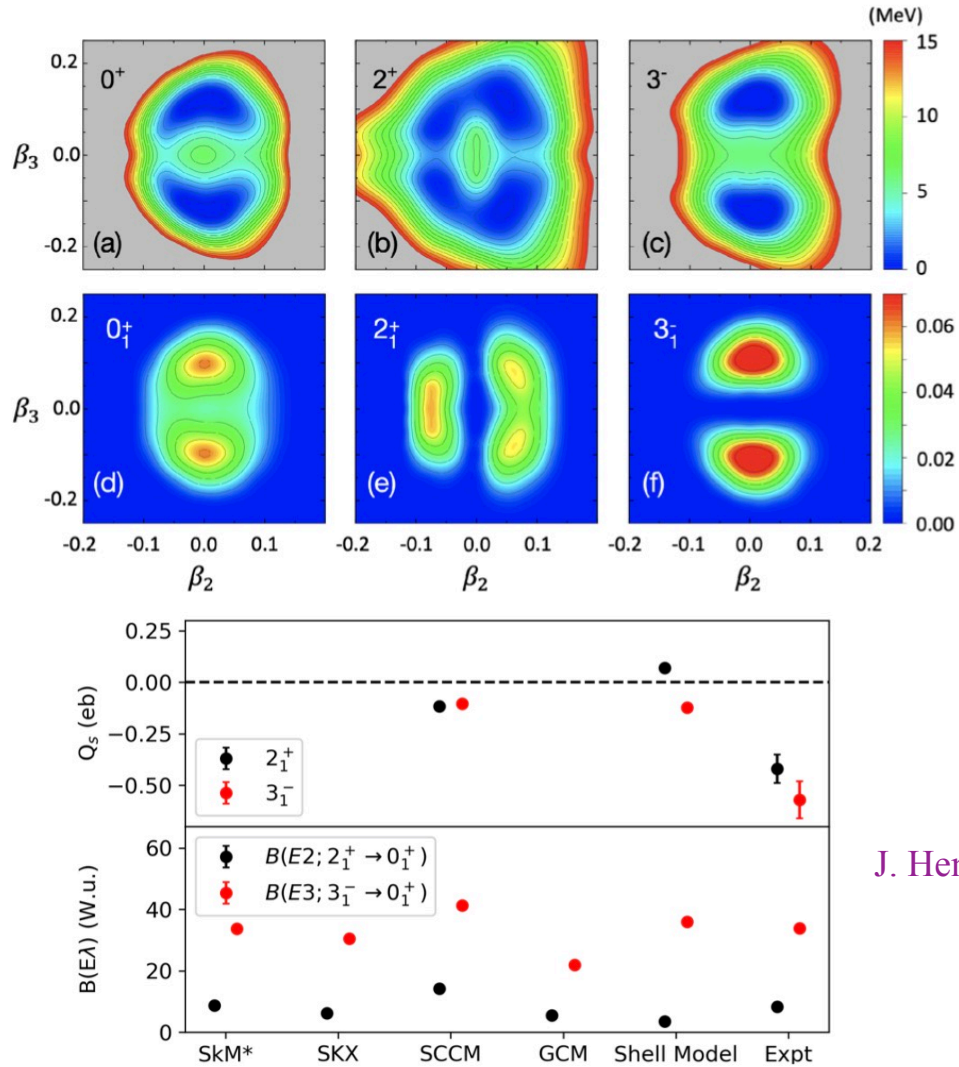 (MeV)
0⁺
2⁺
3⁻
15
10
5
0
0.2
β₃ 0.0
-0.2
(a)
(b)
(c)
0₁⁺
2₁⁺
3₁⁻
0.06
0.04
0.02
0.00
0.2
β₃ 0.0
-0.2
(d)
(e)
(f)
-0.2 -0.1 0.0 0.1
-0.2 -0.1 0.0 0.1
-0.2 -0.1 0.0 0.1 0.2
β₂
β₂
β₂
0.25
0.00
−0.25
−0.50
Qₛ (eb)
2₁⁺
3₁⁻
60
40
20
0
B(Eλ) (W.u.)
B(E2; 2₁⁺ → 0₁⁺)
B(E3; 3₁⁻ → 0₁⁺)
J. Her
SkM* SKX SCCM GCM Shell Model Expt